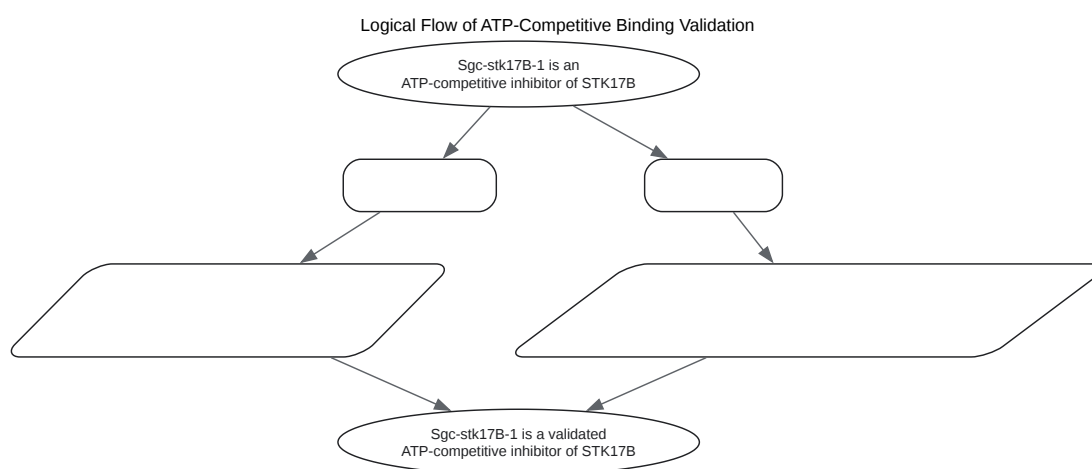 Logical Flow of ATP-Competitive Binding Validation
Sgc-stk17B-1 is an
ATP-competitive inhibitor of STK17B
Sgc-stk17B-1 is a validated
ATP-competitive inhibitor of STK17B